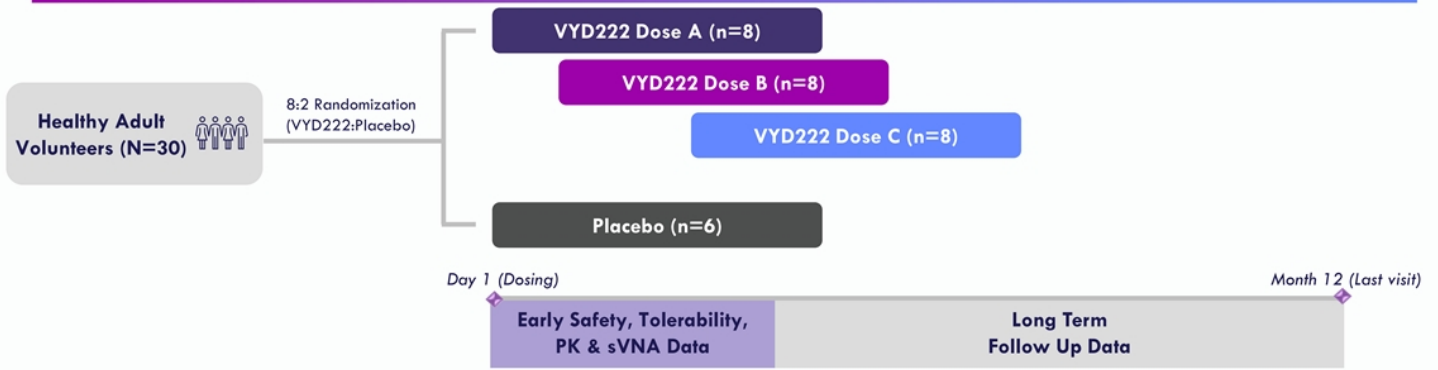 VYD222 Dose A (n=8)
VYD222 Dose B (n=8)
8:2 Randomization
(VYD222:Placebo)
Healthy Adult
Volunteers (N=30)
VYD222 Dose C (n=8)
Placebo (n=6)
Day 1 (Dosing)
Month 12 (Last visit)
Early Safety, Tolerability,
PK & sVNA Data
Long Term
Follow Up Data